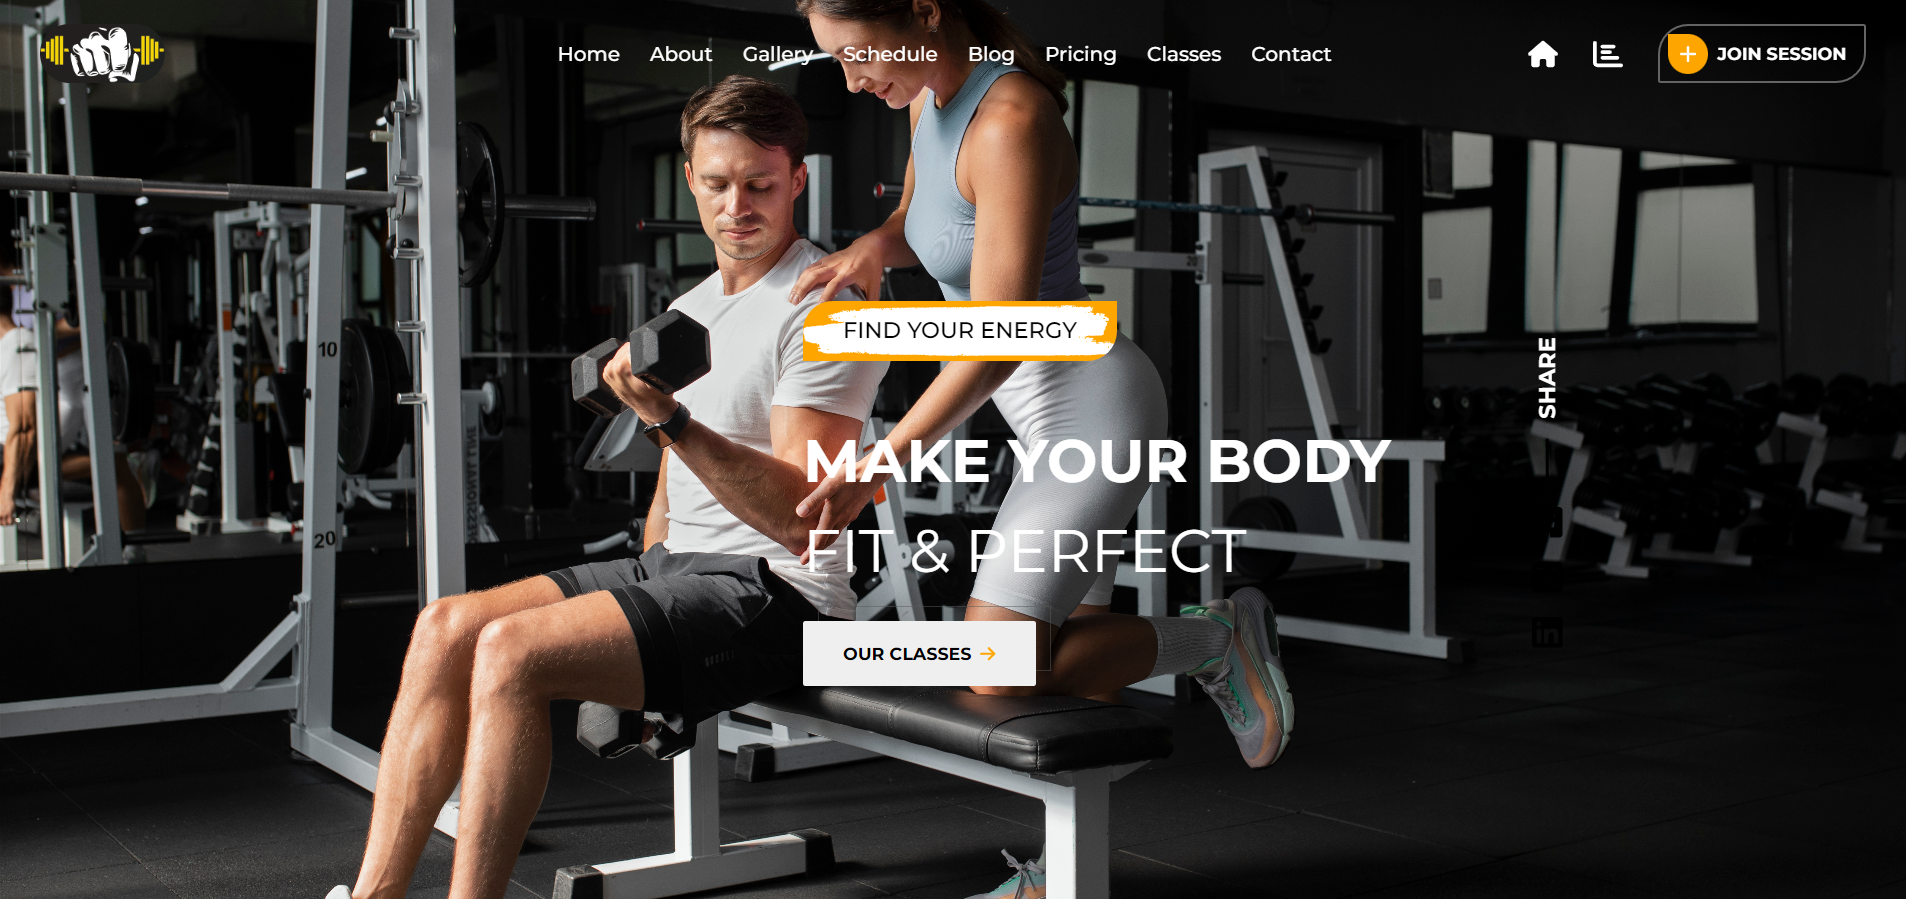 Home About Gallery Schedule Blog Pricing Classes Contact
JOIN SESSION
FIND YOUR ENERGY
SHARE
MAKE YOUR BODY
FIT & PERFECT
OUR CLASSES
10
20
in